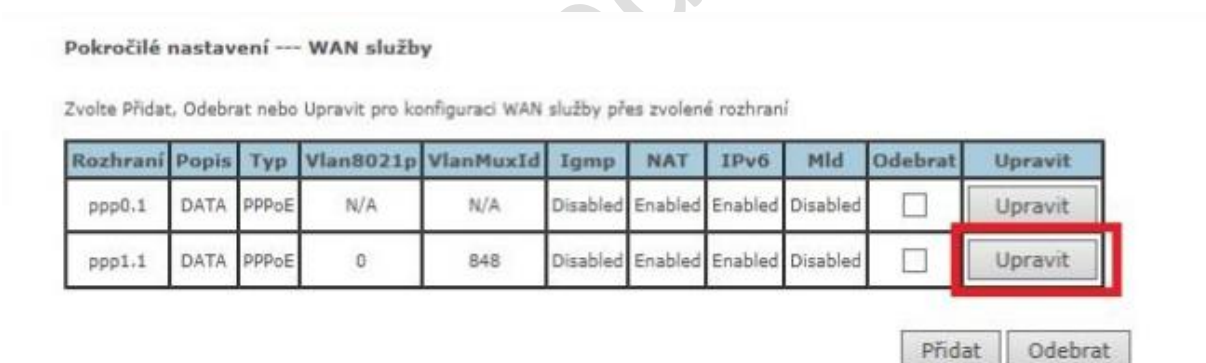 Pokročilé nastavení --- WAN služby
Zvolte Přidat, Odebrat nebo Upravit pro konfiguraci WAN služby přes zvolené rozhraní
Rozhraní Popis Typ Vlan8021p VlanMuxId Igmp NAT IPv6 Mld Odebrat Upravit
ppp0.1 DATA PPPoE N/A N/A Disabled Enabled Enabled Disabled Upravit
ppp1.1 DATA PPPoE 0 848 Disabled Enabled Enabled Disabled Upravit
Přidat Odebrat